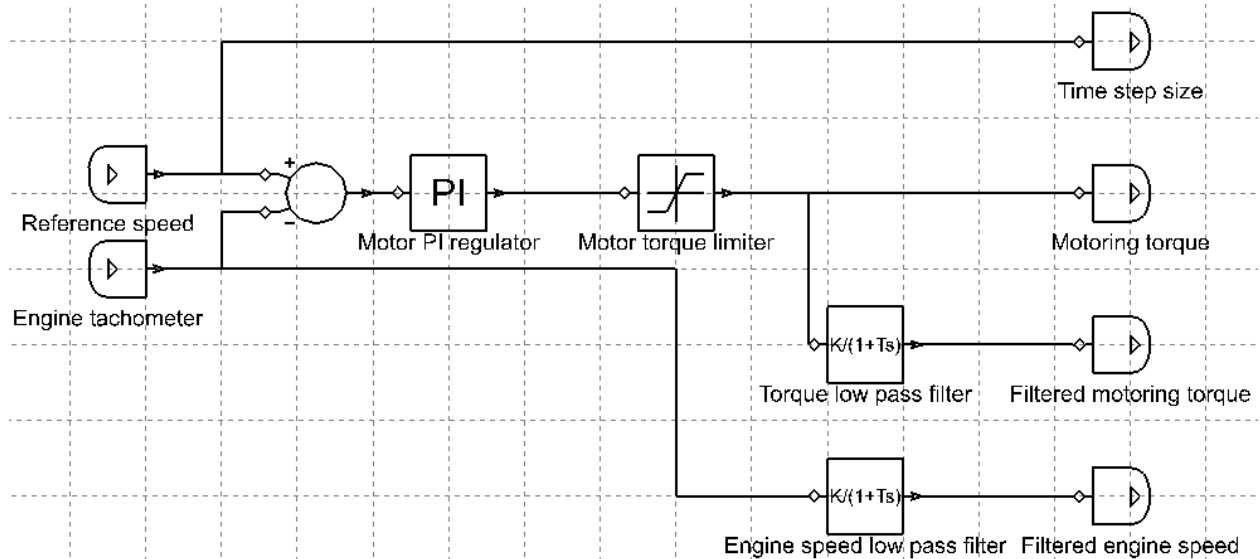 Time step size
+
PI
Reference speed
−
Motor PI regulator
Motor torque limiter
Motoring torque
Engine tachometer
K/(1+Ts)
Torque low pass filter
Filtered motoring torque
K/(1+Ts)
Engine speed low pass filter
Filtered engine speed